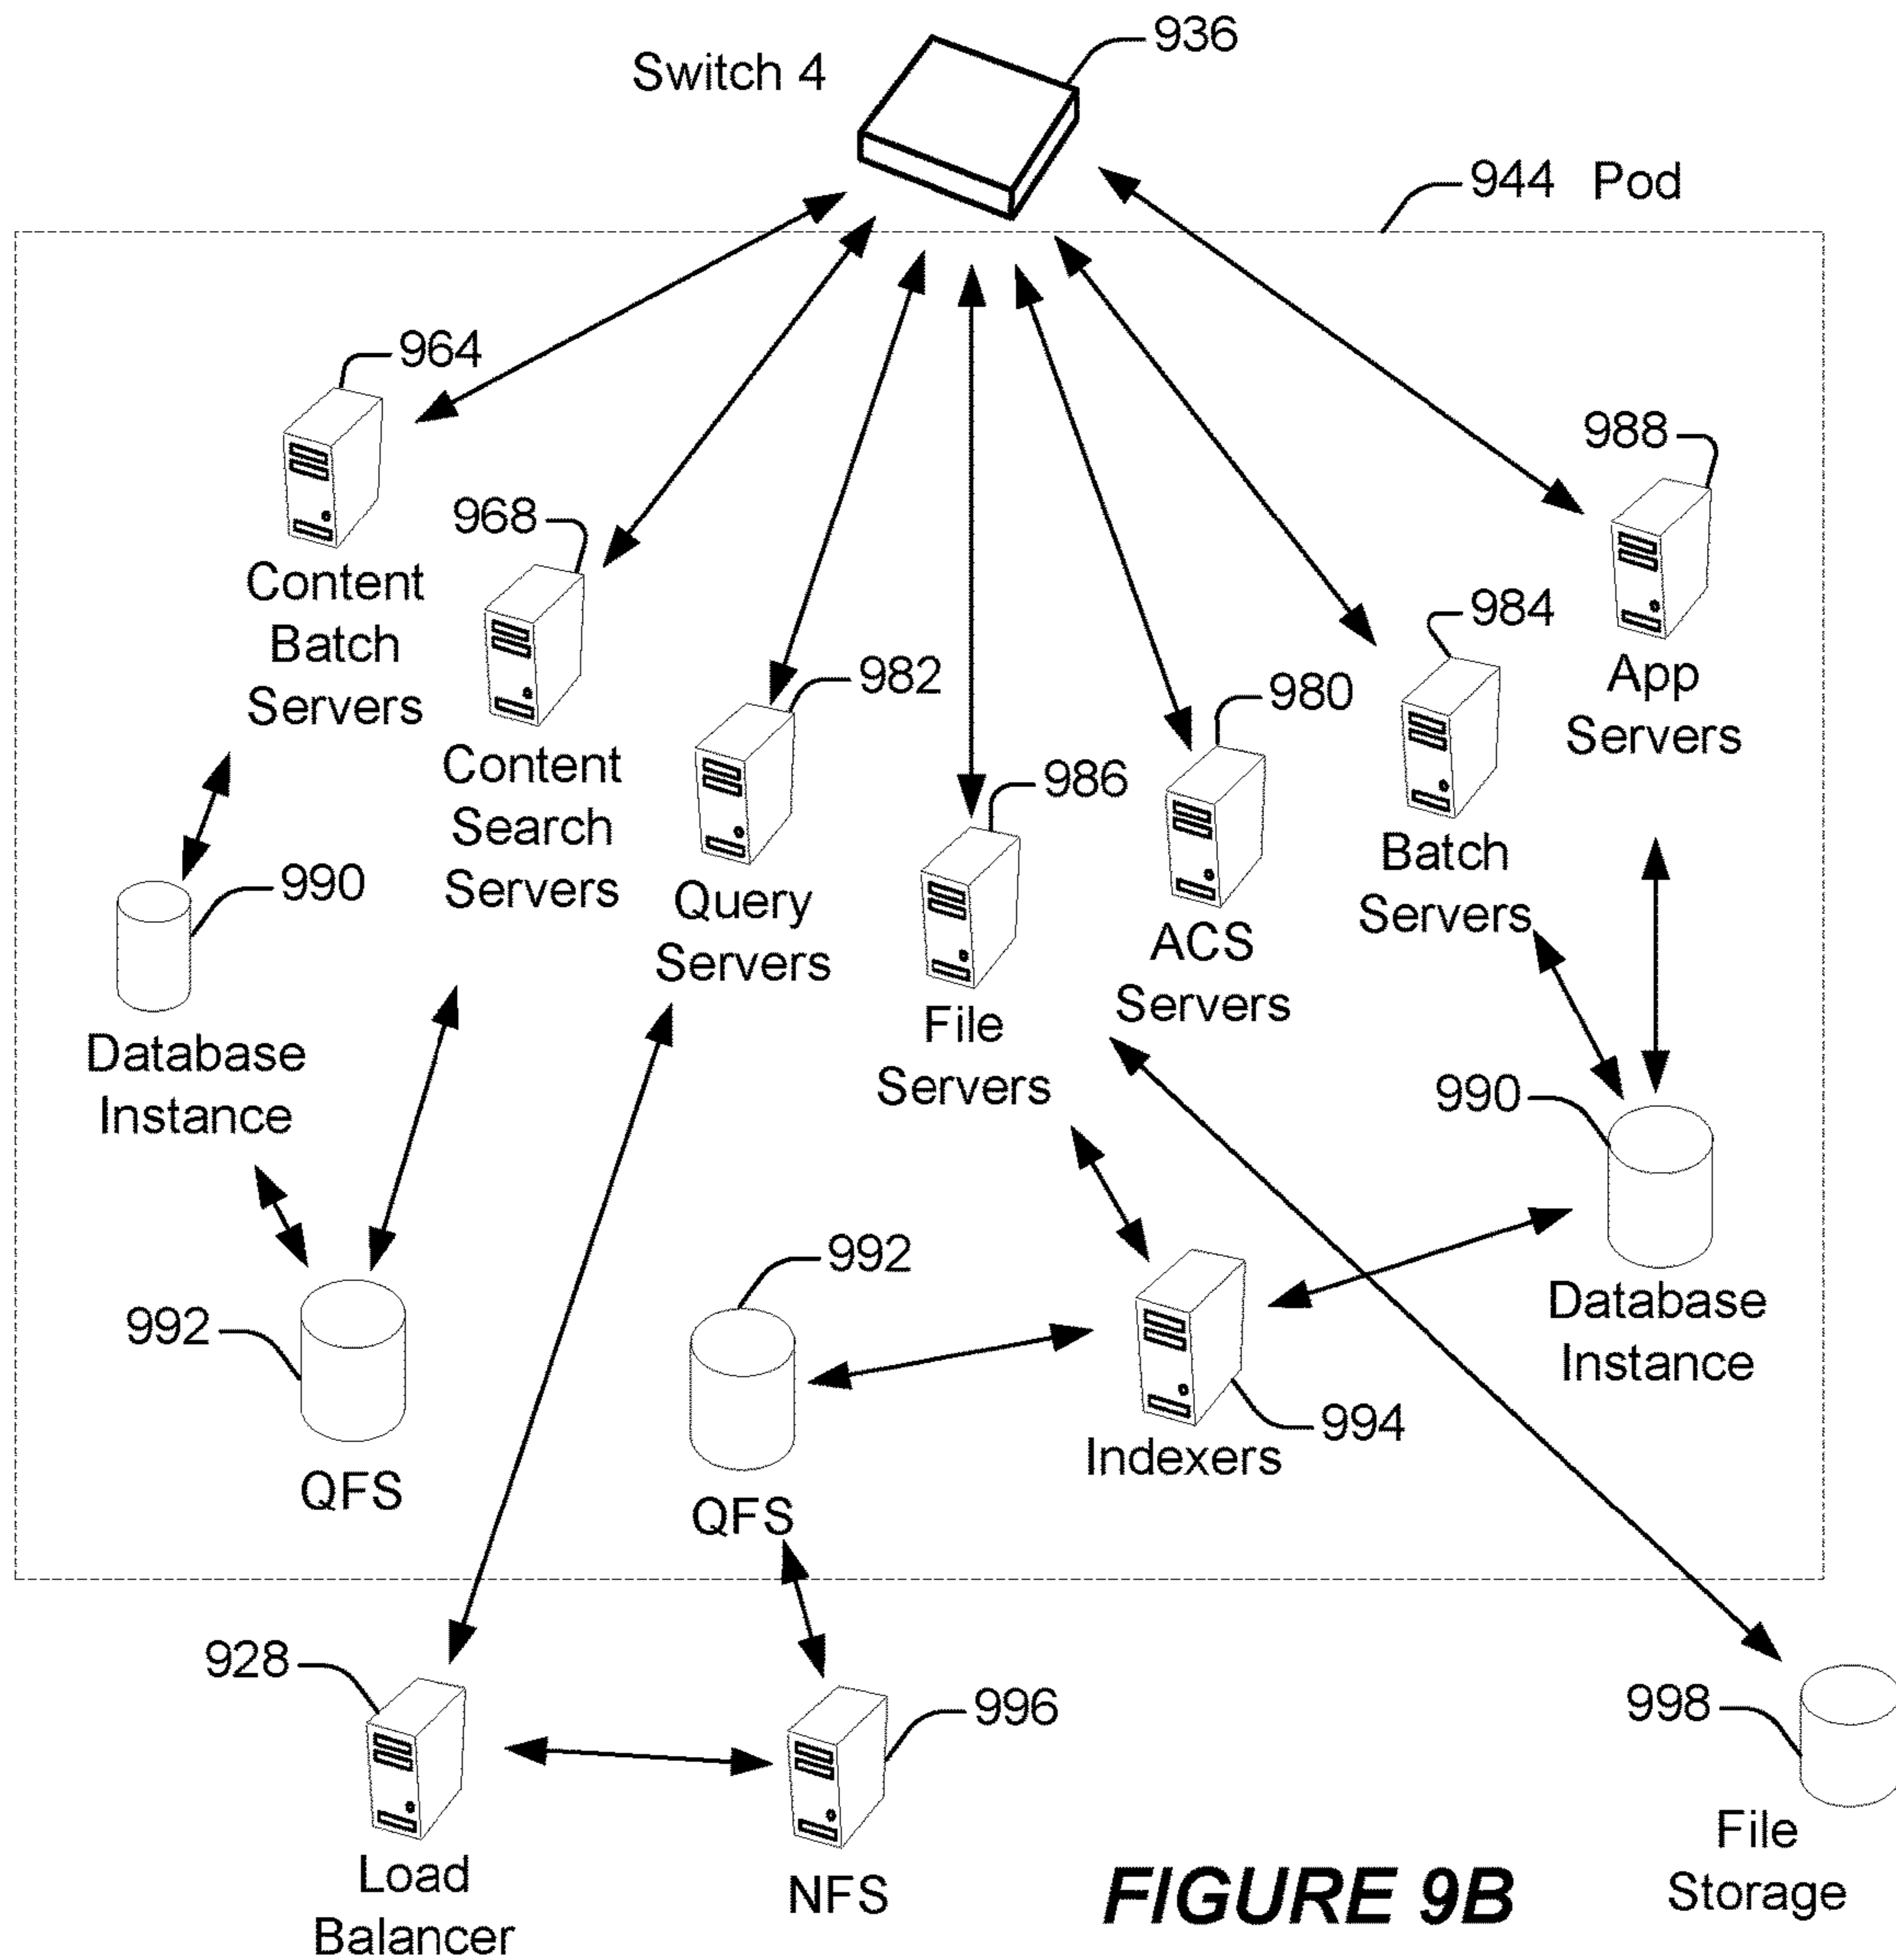 936
Switch 4
944 Pod
964
988
968
Content
Batch
Servers
984
982
980
App
Servers
Content
Search
Servers
986
Batch
Servers
990
Query
Servers
ACS
Servers
File
Servers
Database
Instance
990
992
992
Database
Instance
994
Indexers
QFS
QFS
928
996
998
Load
Balancer
NFS
File
Storage
FIGURE 9B